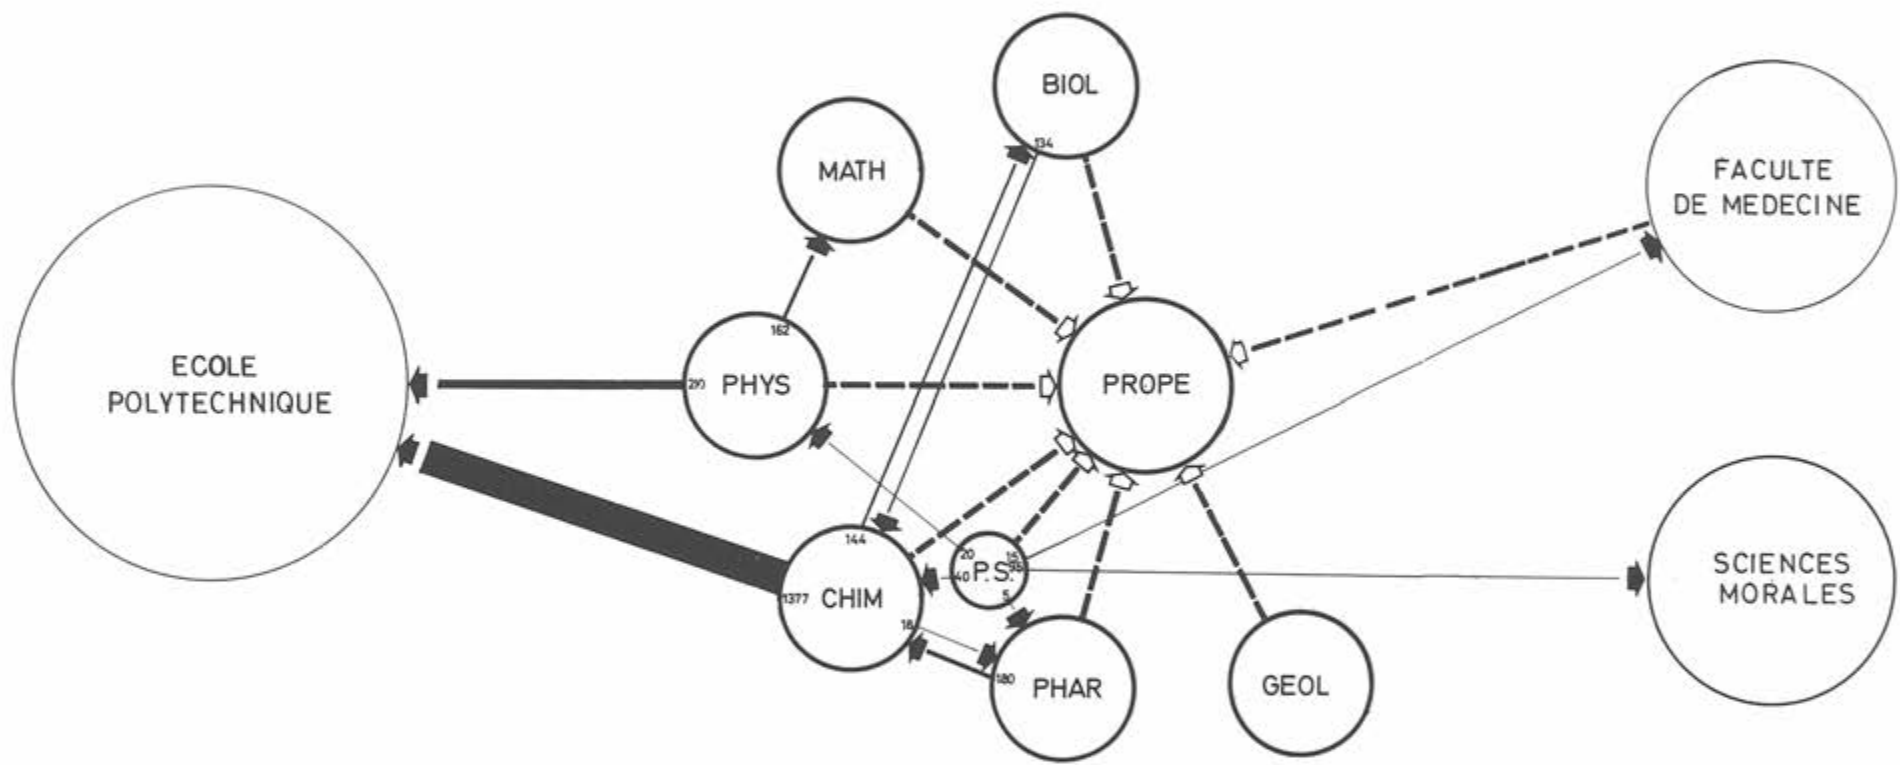 BIOL
134
MATH
FACULTE
DE MEDECINE
162
ECOLE
POLYTECHNIQUE
PHYS
PROPE
144
20
15
40
P.S.
5
SCIENCES
MORALES
1377
CHIM
18
180
PHAR
GEOL